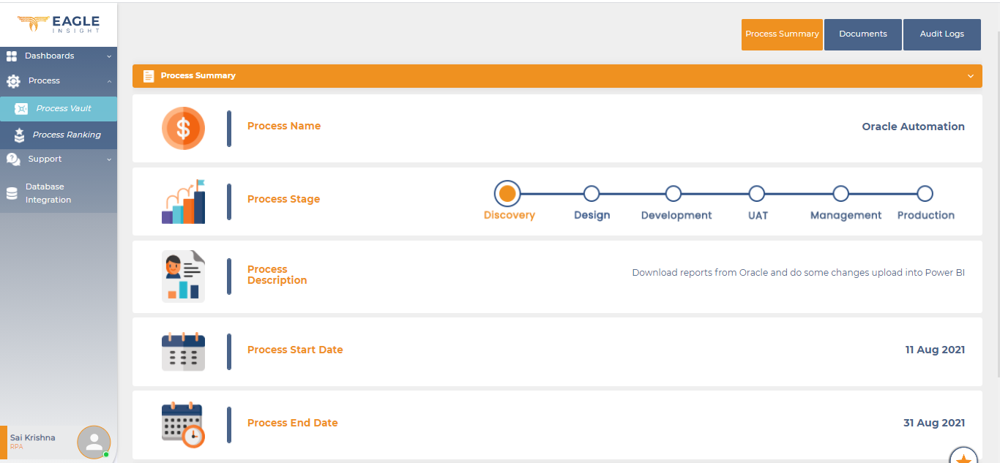 EAGLE
INSIGHT
Dashboards
Process
Process Vault
Process Ranking
Support
Database
Integration
Sai Krishna
RPA
Process Summary
Documents
Audit Logs
Process Summary
Process Name
Oracle Automation
Process Stage
Discovery
Design
Development
UAT
Management
Production
Process
Description
Download reports from Oracle and do some changes upload into Power BI
Process Start Date
11 Aug 2021
Process End Date
31 Aug 2021